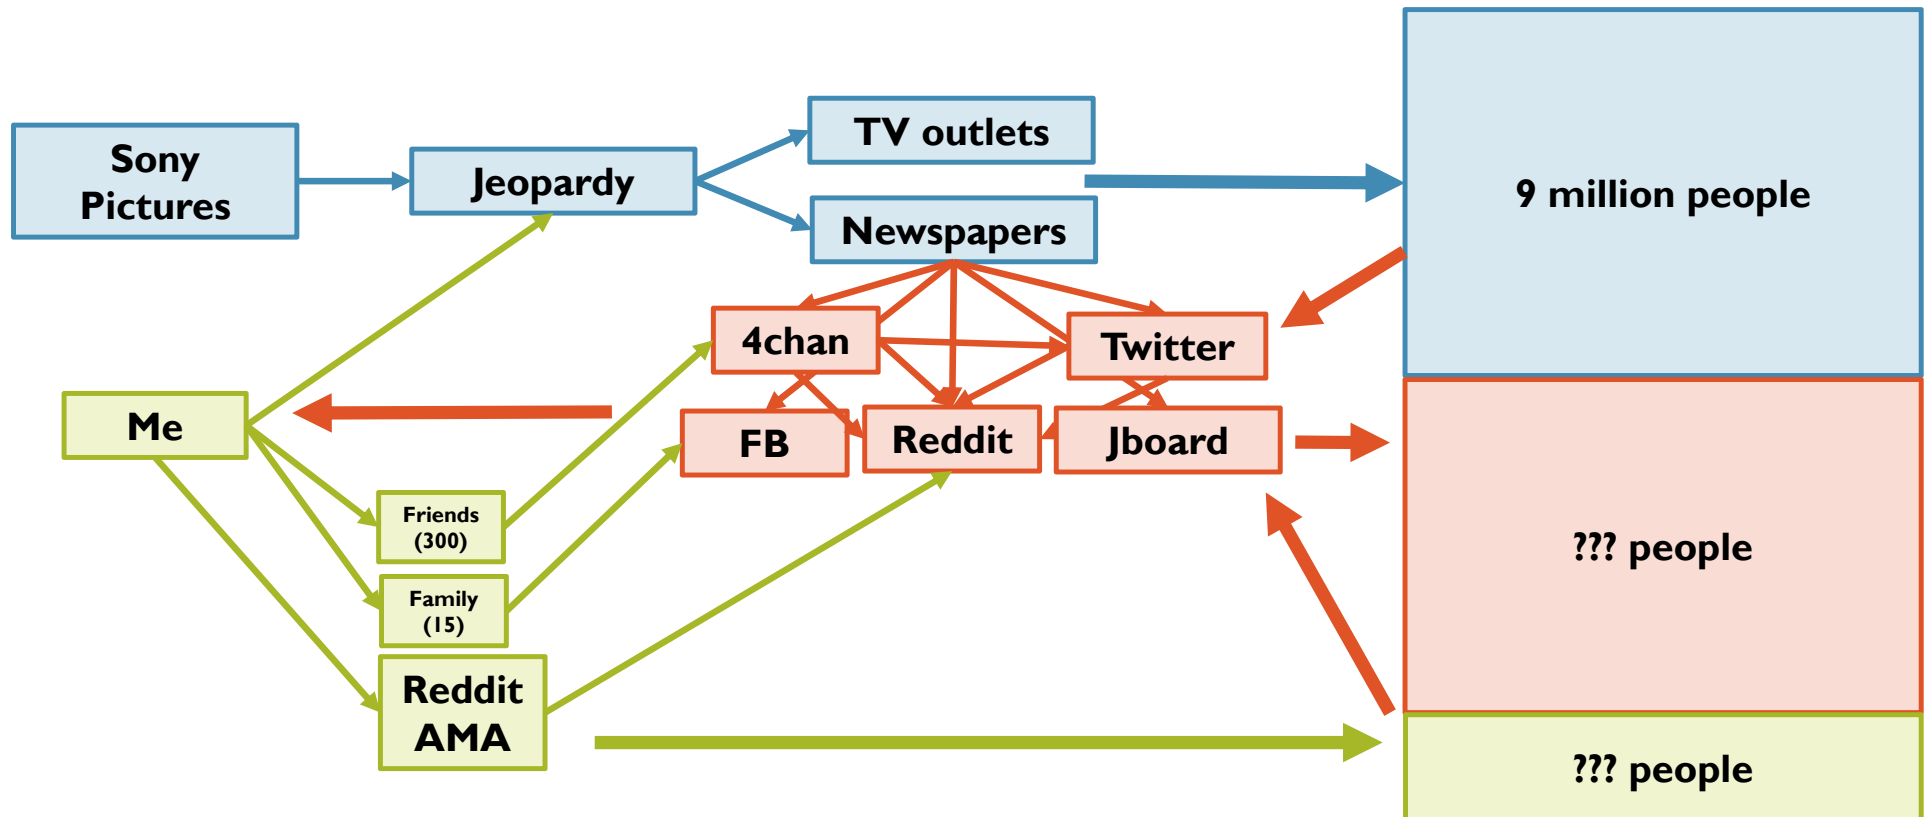 Sony
Pictures
Jeopardy
TV outlets
Newspapers
9 million people
4chan
Twitter
Me
FB
Reddit
Jboard
Friends
(300)
Family
(15)
Reddit
AMA
??? people
??? people